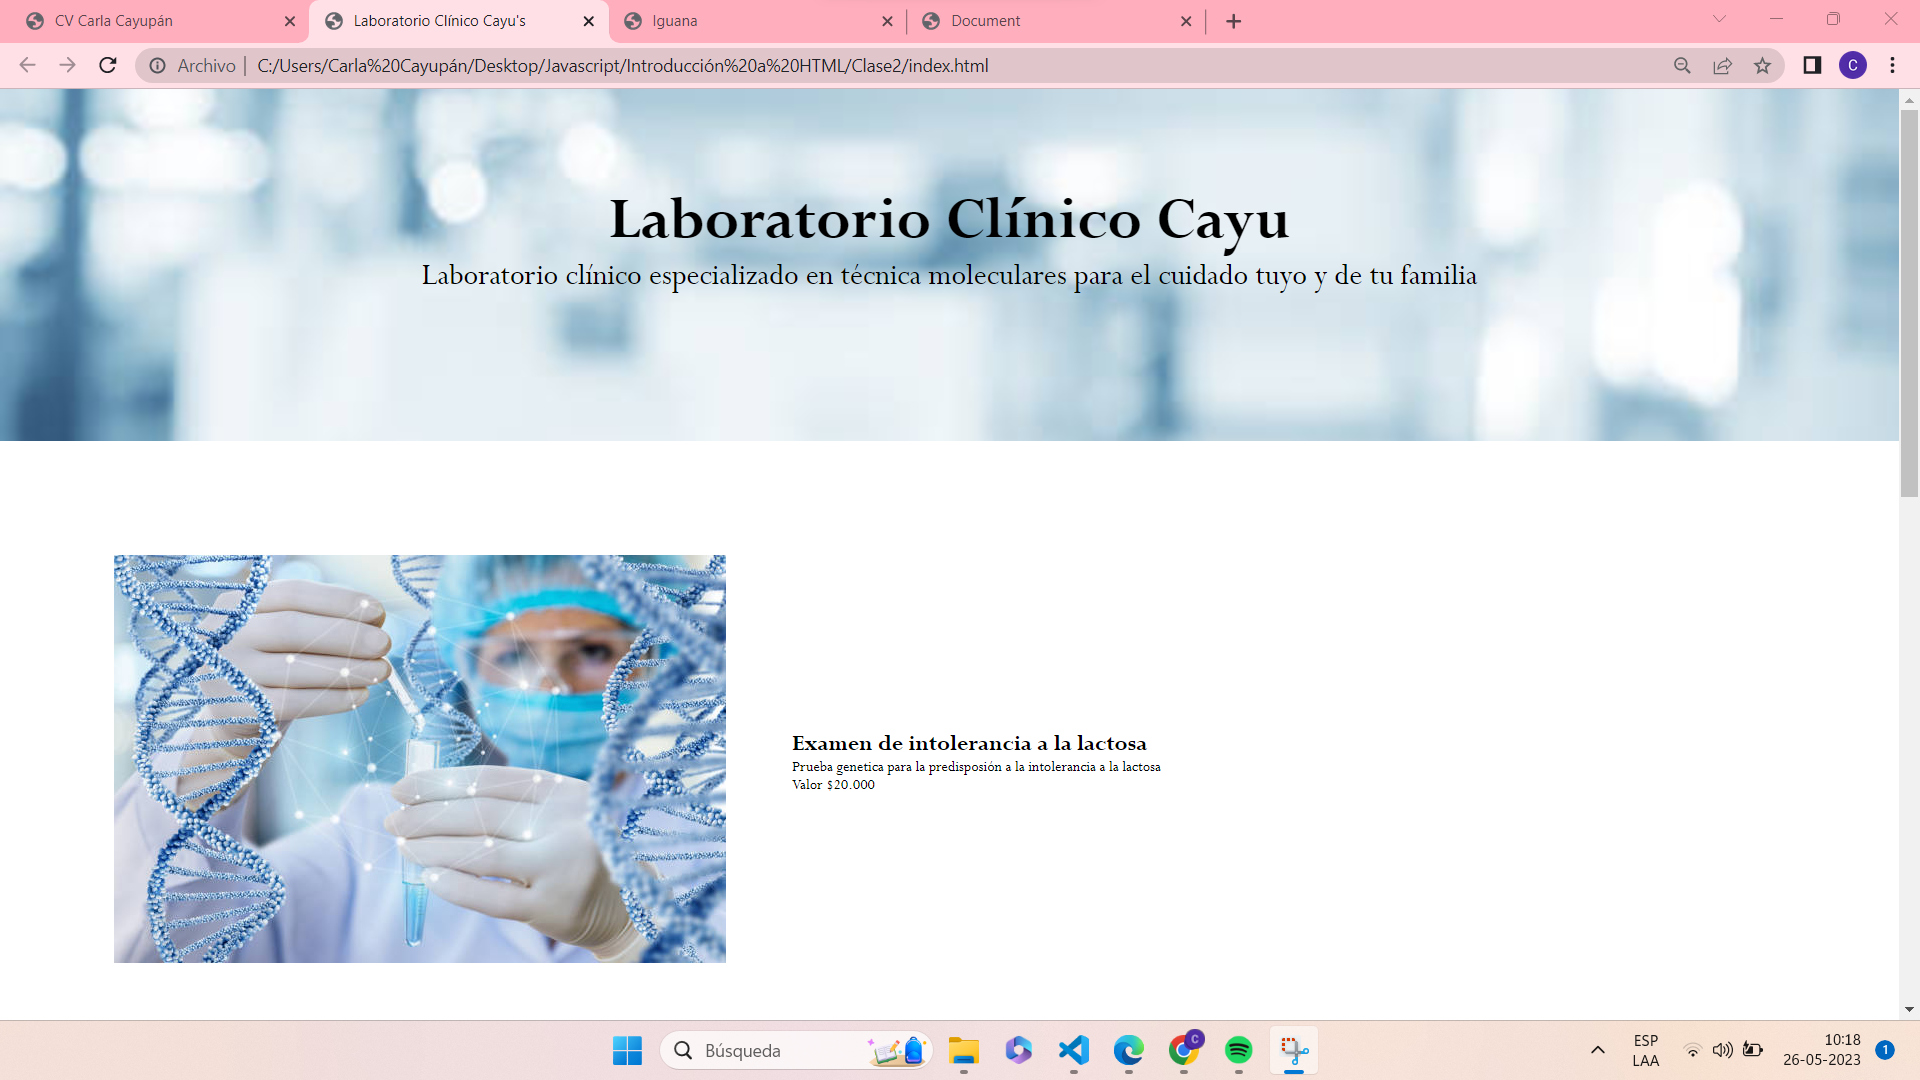 CV Carla Cayupán
Laboratorio Clínico Cayu's
Iguana
Document
Archivo
C:/Users/Carla%20Cayupán/Desktop/Javascript/Introducción%20a%20HTML/Clase2/index.html
C
Laboratorio Clínico Cayu
Laboratorio clínico especializado en técnica moleculares para el cuidado tuyo y de tu familia
Examen de intolerancia a la lactosa
Prueba genetica para la predisposión a la intolerancia a la lactosa
Valor $20.000
Búsqueda
C
ESP
LAA
10:18
26-05-2023
1